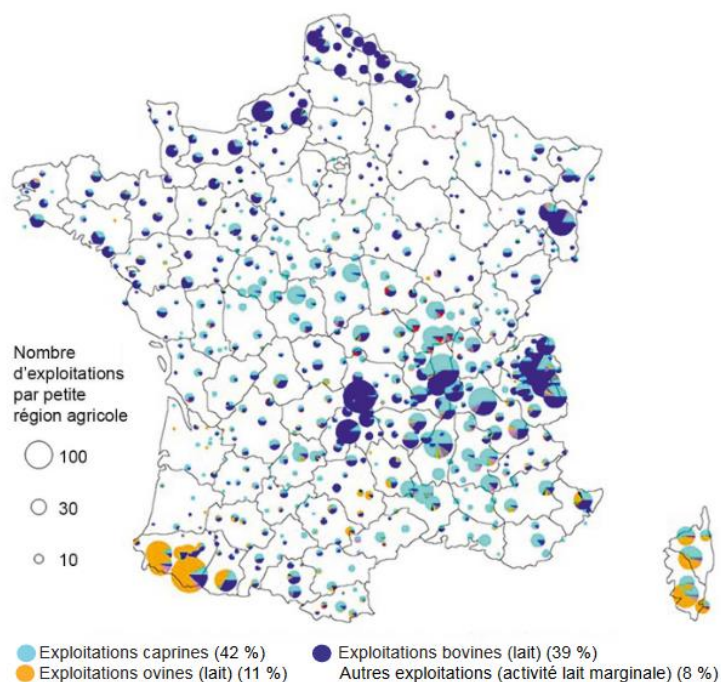 Nombre
d'exploitations
par petite
région agricole
100
30
10
Exploitations caprines (42 %) Exploitations bovines (lait) (39 %)
Exploitations ovines (lait) (11 %) Autres exploitations (activité lait marginale) (8 %)